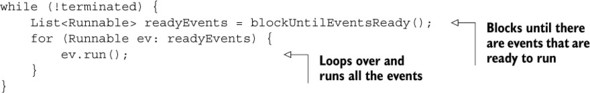 while (!terminated) {
    List<Runnable> readyEvents = blockUntilEventsReady();
    for (Runnable ev: readyEvents) {
        ev.run();
    }
}
Blocks until there
are events that are
ready to run
Loops over and
runs all the events